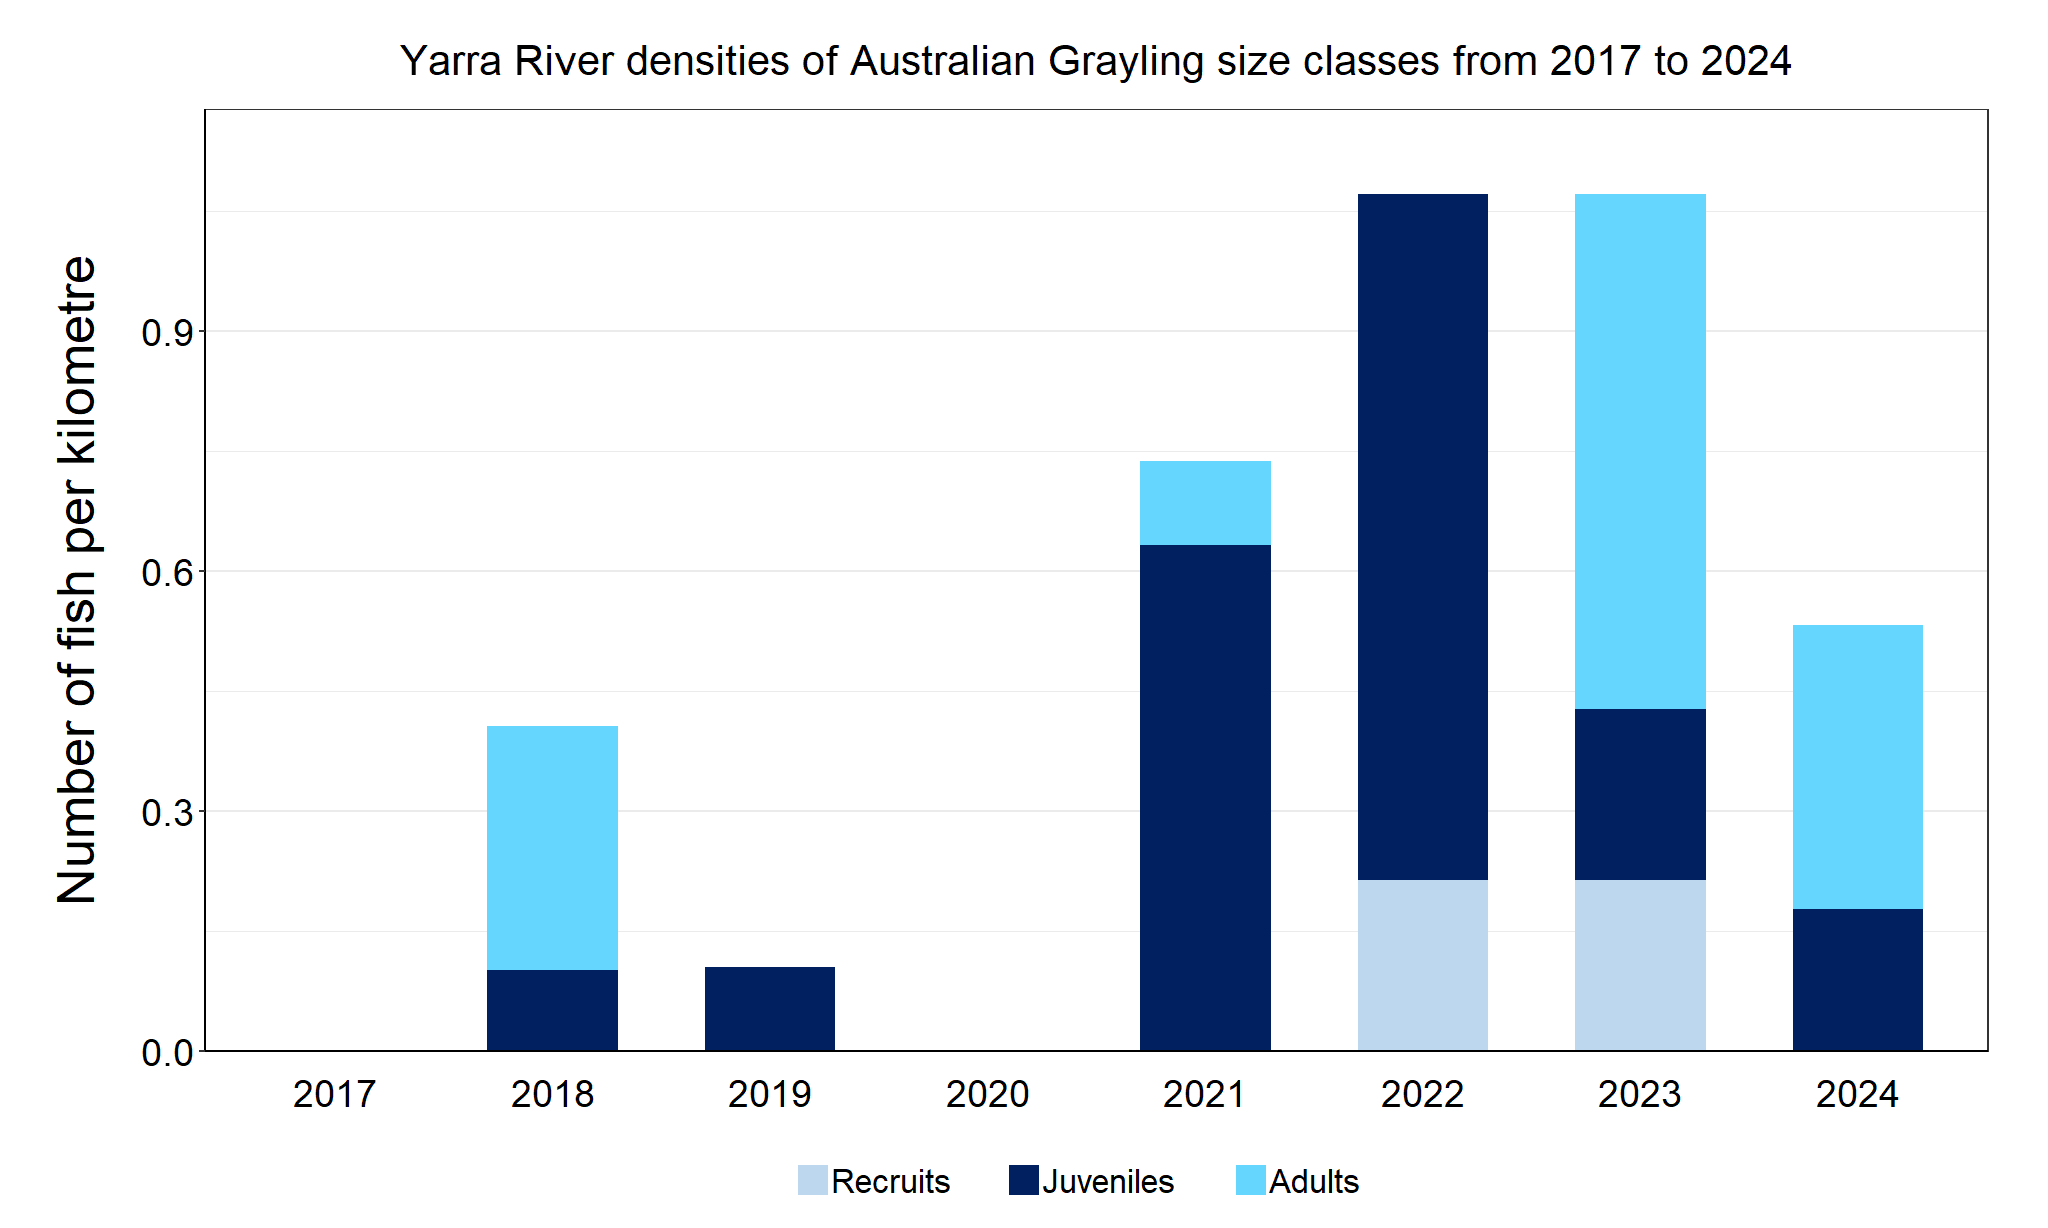 Yarra River densities of Australian Grayling size classes from 2017 to 2024
Number of fish per kilometre
0.9
0.6
0.3
0.0
2017 2018 2019 2020 2021 2022 2023 2024
Recruits Juveniles Adults